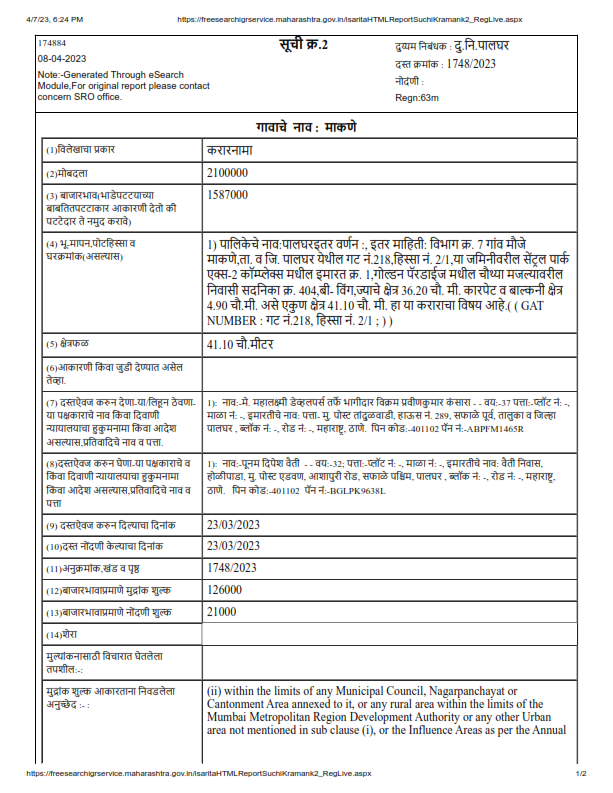 4/7/23, 6:24 PM https://freesearchigrservice.maharashtra.gov.in/isaritaHTMLReportSuchiKramank2_RegLive.aspx
174884
08-04-2023
Note:-Generated Through eSearch
Module,For original report please contact
concern SRO office.
सूची क्र.2
दुय्यम निबंधक : दु.नि.पालघर
दस्त क्रमांक : 1748/2023
नोदंणी :
Regn:63m
गावाचे नाव : माकणे
(1)विलेखाचा प्रकार करारनामा
(2)मोबदला 2100000
(3) बाजारभाव(भाडेपटटयाच्या
बाबतितपटटाकार आकारणी देतो की
पटटेदार ते नमुद करावे)
1587000
(4) भू-मापन,पोटहिस्सा व
घरक्रमांक(असल्यास)
1) पालिकेचे नाव:पालघरइतर वर्णन :, इतर माहिती: विभाग क्र. 7 गांव मौजे
माकणे,ता. व जि. पालघर येथील गट नं.218,हिस्सा नं. 2/1,या जमिनीवरील सेंट्रल पार्क
एक्स-2 कॉम्प्लेक्स मधील इमारत क्र. 1,गोल्डन पॅरडाईज मधील चौथ्या मजल्यावरील
निवासी सदनिका क्र. 404,बी- विंग,ज्याचे क्षेत्र 36.20 चौ. मी. कारपेट व बाल्कनी क्षेत्र
4.90 चौ.मी. असे एकुण क्षेत्र 41.10 चौ. मी. हा या कराराचा विषय आहे.( ( GAT
NUMBER : गट नं.218, हिस्सा नं. 2/1 ; ) )
(5) क्षेत्रफळ 41.10 चौ.मीटर
(6)आकारणी किंवा जुडी देण्यात असेल
तेव्हा.
(7) दस्तऐवज करुन देणा-या/लिहून ठेवणा-
या पक्षकाराचे नाव किंवा दिवाणी
न्यायालयाचा हुकुमनामा किंवा आदेश
असल्यास,प्रतिवादिचे नाव व पत्ता.
1): नाव:-मे. महालक्ष्मी डेव्हलपर्स तर्फे भागीदार विक्रम प्रवीणकुमार कंसारा - - वय:-37 पत्ता:-प्लॉट नं: -,
माळा नं: -, इमारतीचे नाव: पत्ता- मु. पोस्ट तांदुळवाडी, हाऊस नं. 289, सफाळे पूर्व, तालुका व जिल्हा
पालघर , ब्लॉक नं: -, रोड नं: -, महाराष्ट्र, ठाणे. पिन कोड:-401102 पॅन नं:-ABPFM1465R
(8)दस्तऐवज करुन घेणा-या पक्षकाराचे व
किंवा दिवाणी न्यायालयाचा हुकुमनामा
किंवा आदेश असल्यास,प्रतिवादिचे नाव व
पत्ता
1): नाव:-पूनम दिपेश वैती - - वय:-32; पत्ता:-प्लॉट नं: -, माळा नं: -, इमारतीचे नाव: वैती निवास,
होळीपाडा, मु. पोस्ट एडवण, आशापुरी रोड, सफाळे पश्चिम, पालघर , ब्लॉक नं: -, रोड नं: -, महाराष्ट्र,
ठाणे. पिन कोड:-401102 पॅन नं:-BGLPK9638L
(9) दस्तऐवज करुन दिल्याचा दिनांक 23/03/2023
(10)दस्त नोंदणी केल्याचा दिनांक 23/03/2023
(11)अनुक्रमांक,खंड व पृष्ठ 1748/2023
(12)बाजारभावाप्रमाणे मुद्रांक शुल्क 126000
(13)बाजारभावाप्रमाणे नोंदणी शुल्क 21000
(14)शेरा
मुल्यांकनासाठी विचारात घेतलेला
तपशील:-:
मुद्रांक शुल्क आकारताना निवडलेला
अनुच्छेद :- :
(ii) within the limits of any Municipal Council, Nagarpanchayat or
Cantonment Area annexed to it, or any rural area within the limits of the
Mumbai Metropolitan Region Development Authority or any other Urban
area not mentioned in sub clause (i), or the Influence Areas as per the Annual
https://freesearchigrservice.maharashtra.gov.in/isaritaHTMLReportSuchiKramank2_RegLive.aspx 1/2